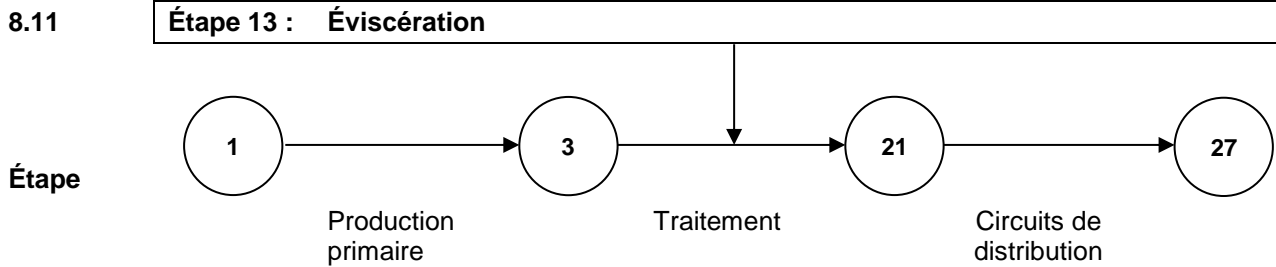 8.11 Étape 13 : Éviscération
1 3 21 27
Étape
Production Traitement Circuits de
primaire distribution